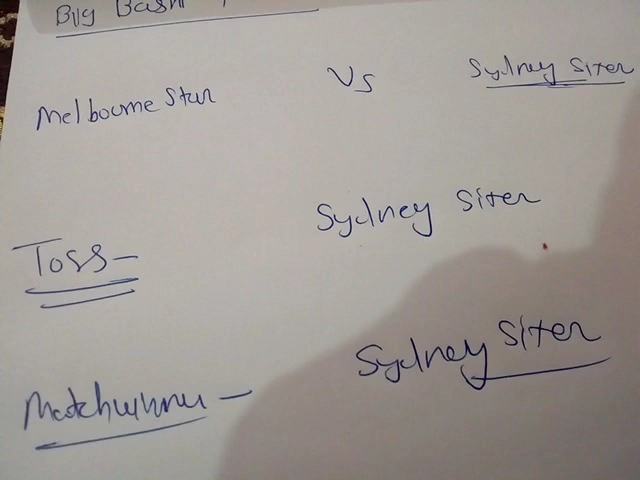 Big Bash
Melbourne Star Vs Sydney Sixer
Toss - Sydney Sixer
Matchwinner - Sydney Sixer